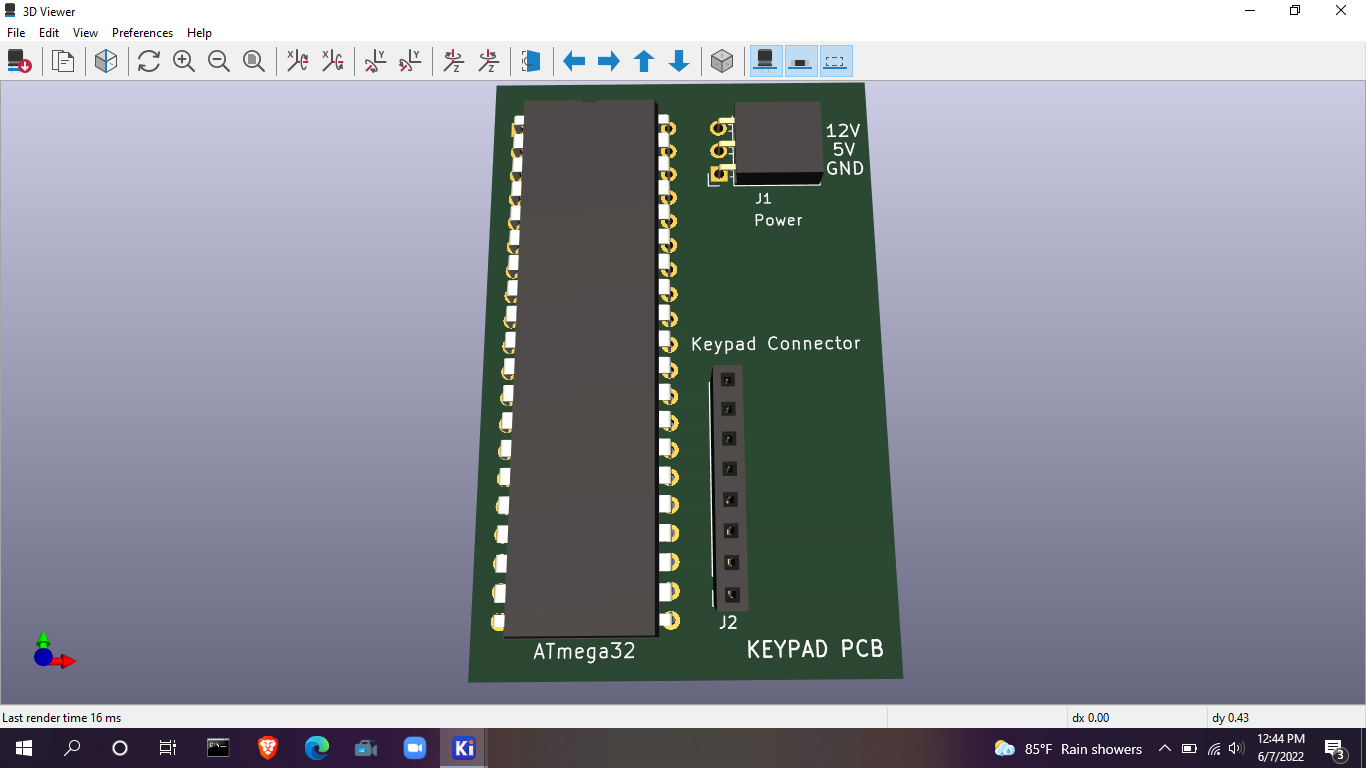 3D Viewer
File Edit View Preferences Help
X X Y Y Z Z
12V
5V
GND
J1
Power
Keypad Connector
J2
ATmega32
KEYPAD PCB
Last render time 16 ms
dx 0.00
dy 0.43
Ki
85°F Rain showers
12:44 PM
6/7/2022
3